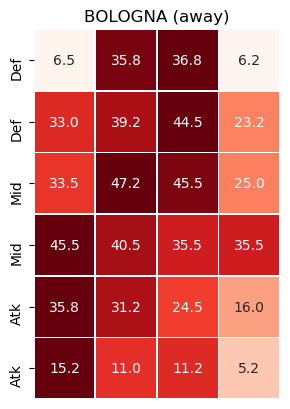 BOLOGNA (away)
Def 6.5 35.8 36.8 6.2
Def 33.0 39.2 44.5 23.2
Mid 33.5 47.2 45.5 25.0
Mid 45.5 40.5 35.5 35.5
Atk 35.8 31.2 24.5 16.0
Atk 15.2 11.0 11.2 5.2